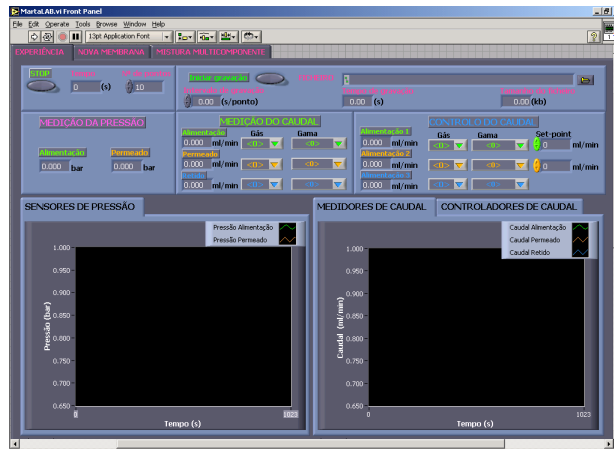 MartaLAB.vi Front Panel
File Edit Operate Tools Browse Window Help
13pt Application Font
EXPERIÊNCIA NOVA MEMBRANA MISTURA MULTICOMPONENTE
STOP Tempo
0 (s) 10
Iniciar gravação
0.00 (s/ponto) 0.00 (s) 0.00 (kb)
MEDIÇÃO DA PRESSÃO
Alimentação Permeado
0.000 bar 0.000 bar
MEDIÇÃO DO CAUDAL
Alimentação Gás Gama
0.000 ml/min <0> <0>
Permeado
0.000 ml/min <0> <0>
Retido
0.000 ml/min <0> <0>
CONTROLO DO CAUDAL
Alimentação 1 Gás Gama Set-point
0.000 ml/min <0> <0> 0 ml/min
Alimentação 2
0.000 ml/min <0> <0> 0 ml/min
Alimentação 3
0.000 ml/min <0> <0>
SENSORES DE PRESSÃO
Pressão Alimentação
Pressão Permeado
1.000
0.950
0.900
0.850
0.800
0.750
0.700
0.650
Pressão (bar)
0 1023
Tempo (s)
MEDIDORES DE CAUDAL CONTROLADORES DE CAUDAL
Caudal Alimentação
Caudal Permeado
Caudal Retido
1.000
0.950
0.900
0.850
0.800
0.750
0.700
0.650
Caudal (ml/min)
0 1023
Tempo (s)